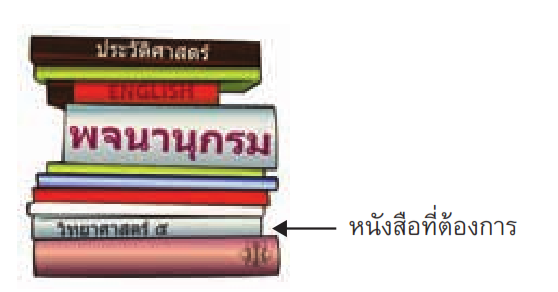 ประวัติศาสตร์
ENGLISH
พจนานุกรม
วิทยาศาสตร์ ๕
หนังสือที่ต้องการ